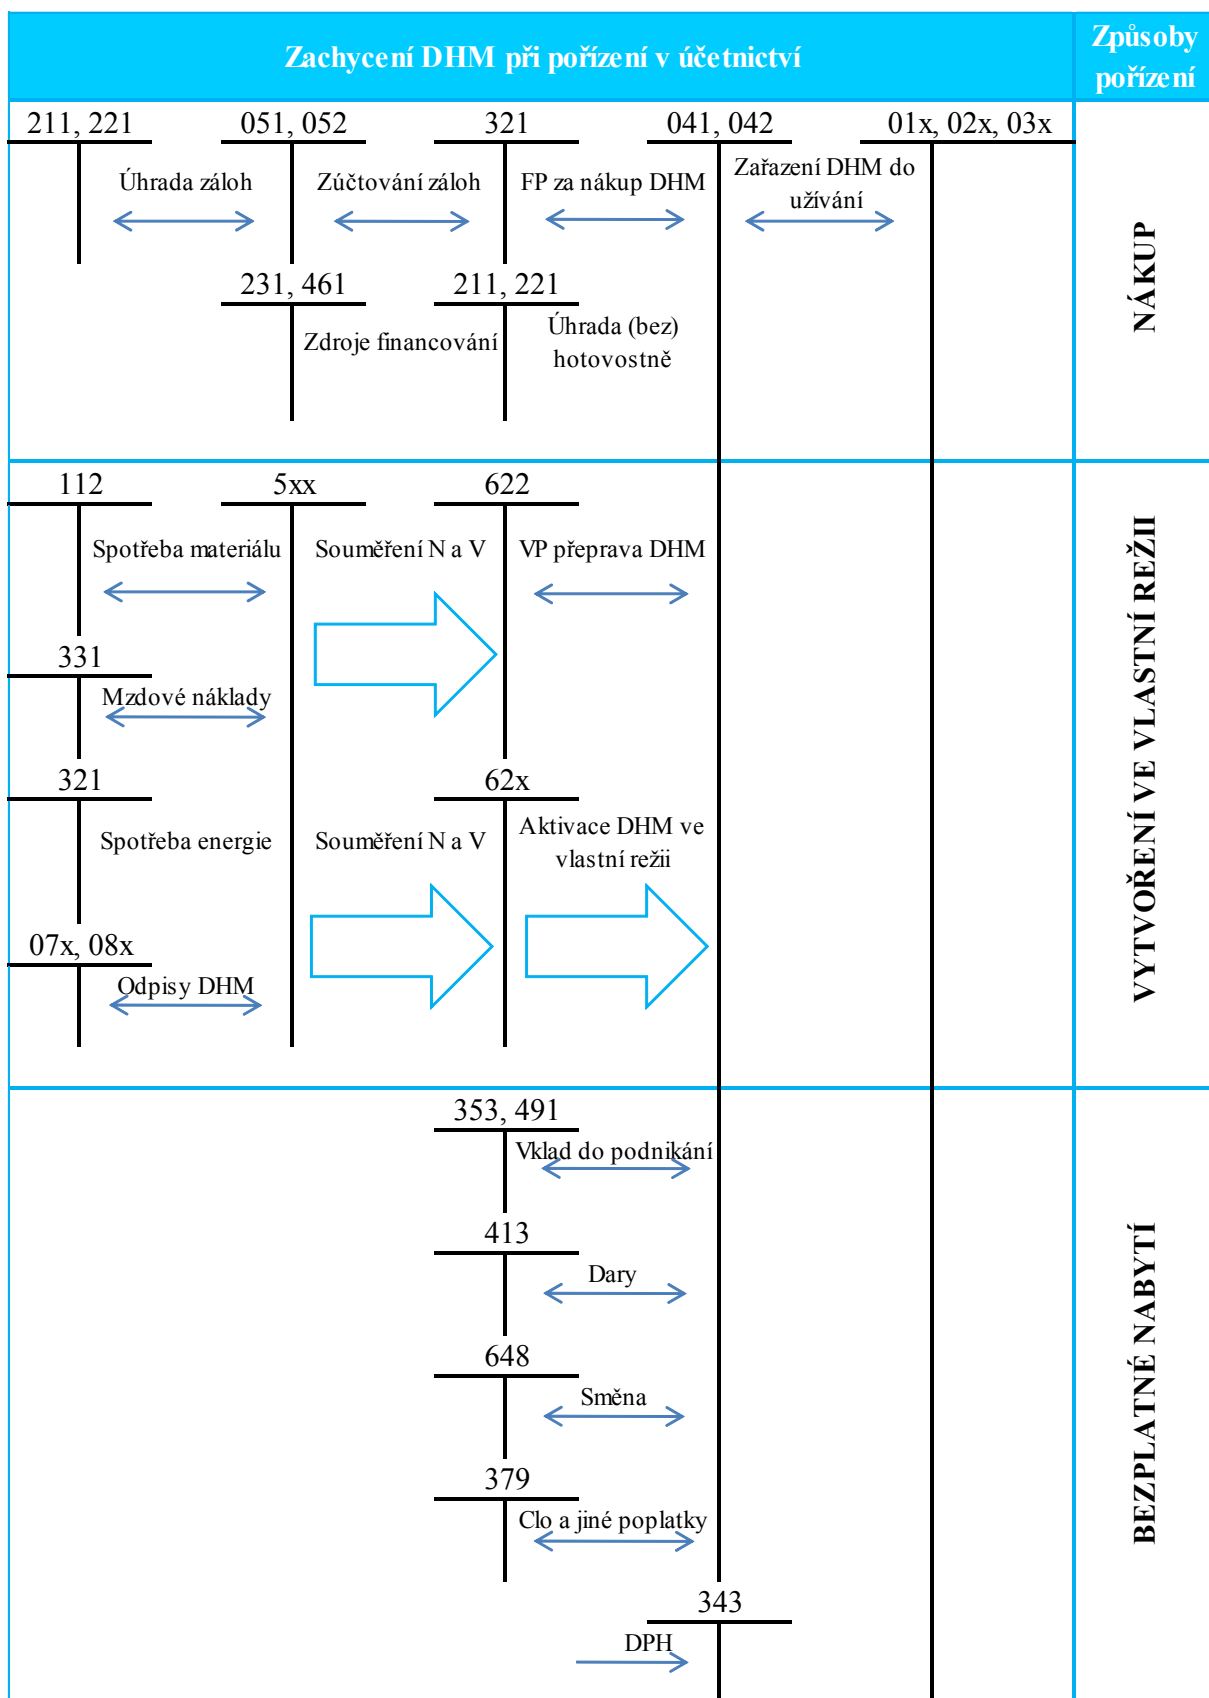 Zachycení DHM při pořízení v účetnictví
Způsoby
pořízení
211, 221
051, 052
321
041, 042
01x, 02x, 03x
Úhrada záloh
Zúčtování záloh
FP za nákup DHM
Zařazení DHM do
užívání
231, 461
211, 221
Zdroje financování
Úhrada (bez)
hotovostně
NÁKUP
112
5xx
622
Spotřeba materiálu
Souměření N a V
VP přeprava DHM
331
Mzdové náklady
321
62x
Spotřeba energie
Souměření N a V
Aktivace DHM ve
vlastní režii
07x, 08x
Odpisy DHM
VYTVOŘENÍ VE VLASTNÍ REŽII
353, 491
Vklad do podnikání
413
Dary
648
Směna
379
Clo a jiné poplatky
343
DPH
BEZPLATNÉ NABYTÍ